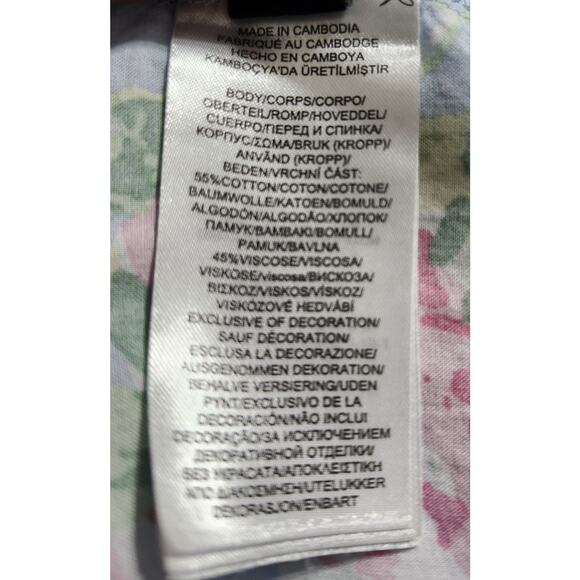 MADE IN CAMBODIA
FABRIQUÉ AU CAMBODGE
HECHO EN CAMBOYA
KAMBOÇYA'DA ÜRETİLMİŞTİR
BODY/CORPS/CORPO/
OBERTEIL/ROMP/HOVEDDEL/
CUERPO/ПЕРЕД И СПИНКА/
КОРПУС/ΣΩΜΑ/BRUK (KROPP)/
ANVÄND (KROPP)/
BEDEN/VRCHNÍ ČÁST:
55%COTTON/COTON/COTONE/
BAUMWOLLE/KATOEN/BOMULD/
ALGODÓN/ALGODÃO/ХЛОПОК/
ПАМУК/ΒΑΜΒΑΚΙ/BOMULL/
PAMUK/BAVLNA
45%VISCOSE/VISCOSA/
VISKOSE/viscosa/ВИСКОЗА/
ΒΙΣΚΟΖ/VISKOS/VİSKOZ/
VISKÓZOVÉ HEDVÁBÍ
EXCLUSIVE OF DECORATION/
SAUF DÉCORATION/
ESCLUSA LA DECORAZIONE/
AUSGENOMMEN DEKORATION/
BEHALVE VERSIERING/UDEN
PYNT/EXCLUSIVO DE LA
DECORACIÓN/NÃO INCLUI
DECORAÇÃO/ЗА ИСКЛЮЧЕНИЕМ
ДЕКОРАТИВНОЙ ОТДЕЛКИ/
БЕЗ УКРАСАТА/ΑΠΟΚΛΕΙΣΤΙΚΗ
ΑΠΟ ΔΙΑΚΟΣΜΗΣΗ/UTELUKKER
DEKORASJON/ENBART